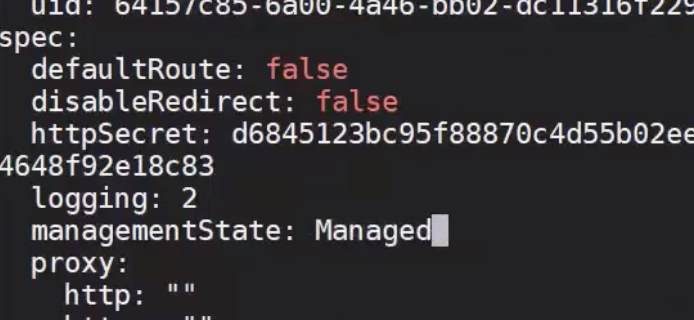 uid: 64157c85-6a00-4a46-bb02-dc11316f229
spec:
  defaultRoute: false
  disableRedirect: false
  httpSecret: d6845123bc95f88870c4d55b02ee
4648f92e18c83
  logging: 2
  managementState: Managed
  proxy:
    http: ""